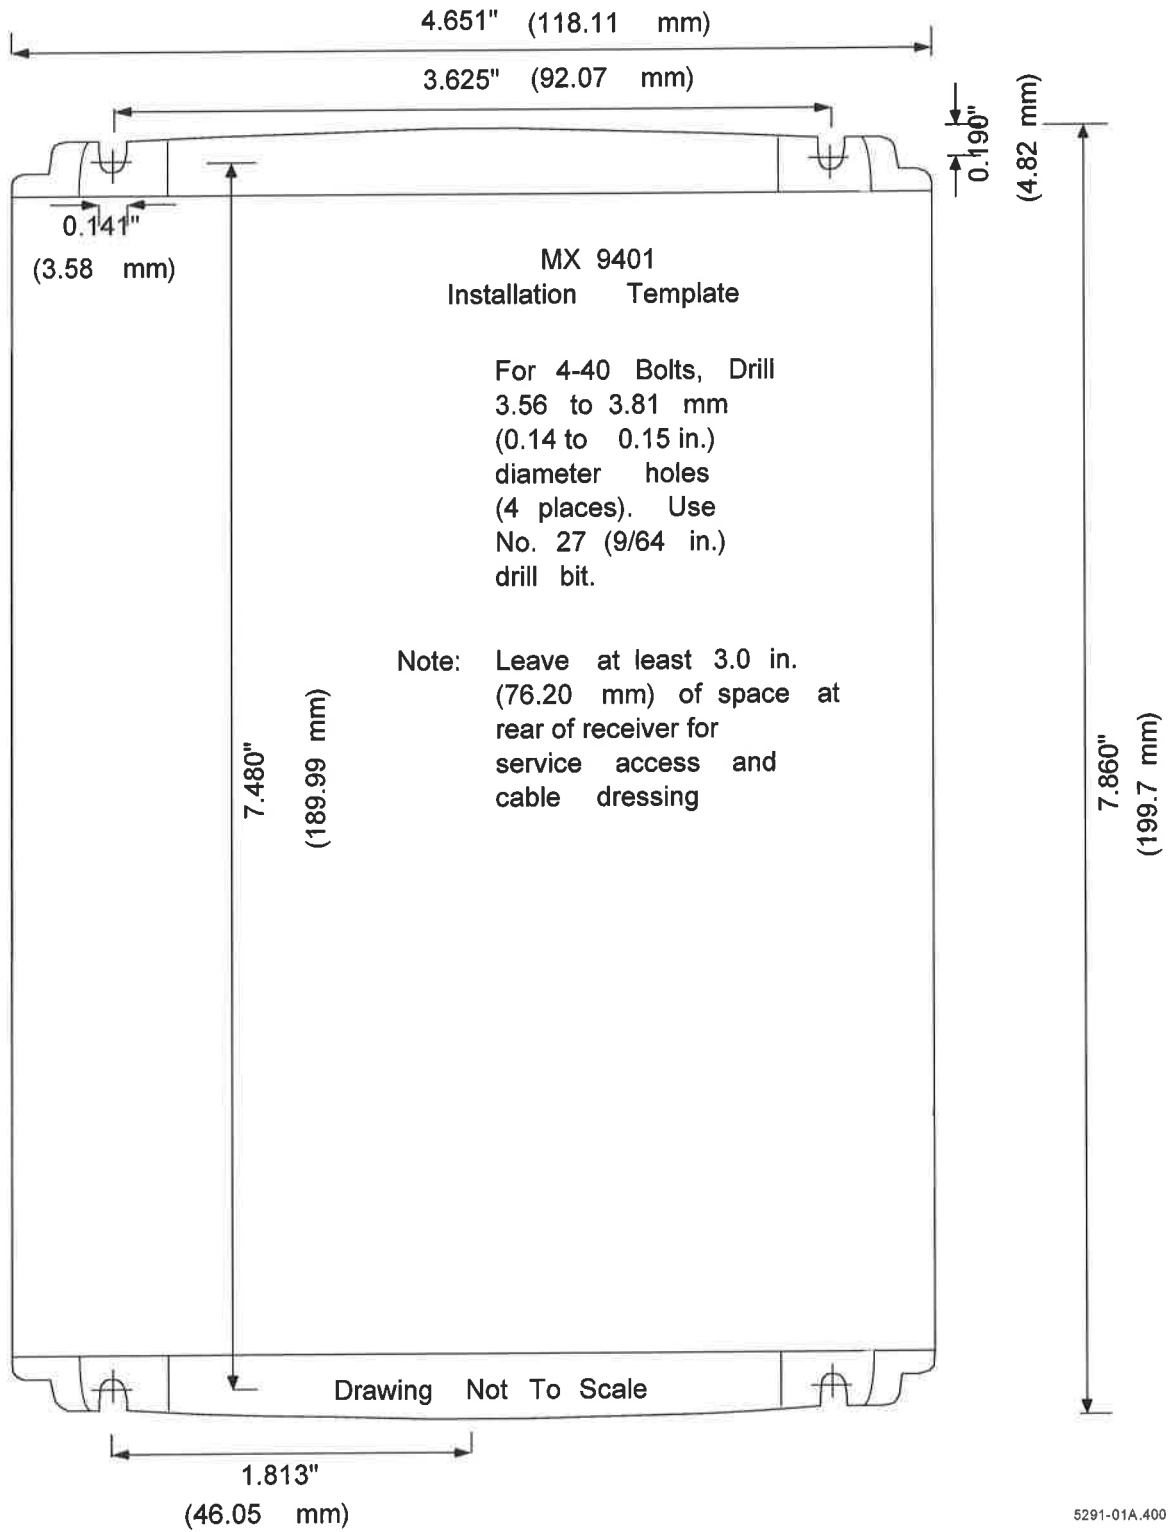 4.651" (118.11 mm)
3.625" (92.07 mm)
0.190"
(4.82 mm)
0.141"
(3.58 mm)
MX 9401
Installation Template
For 4-40 Bolts, Drill
3.56 to 3.81 mm
(0.14 to 0.15 in.)
diameter holes
(4 places). Use
No. 27 (9/64 in.)
drill bit.
Note: Leave at least 3.0 in.
(76.20 mm) of space at
rear of receiver for
service access and
cable dressing
7.480"
(189.99 mm)
7.860"
(199.7 mm)
Drawing Not To Scale
1.813"
(46.05 mm)
5291-01A.400